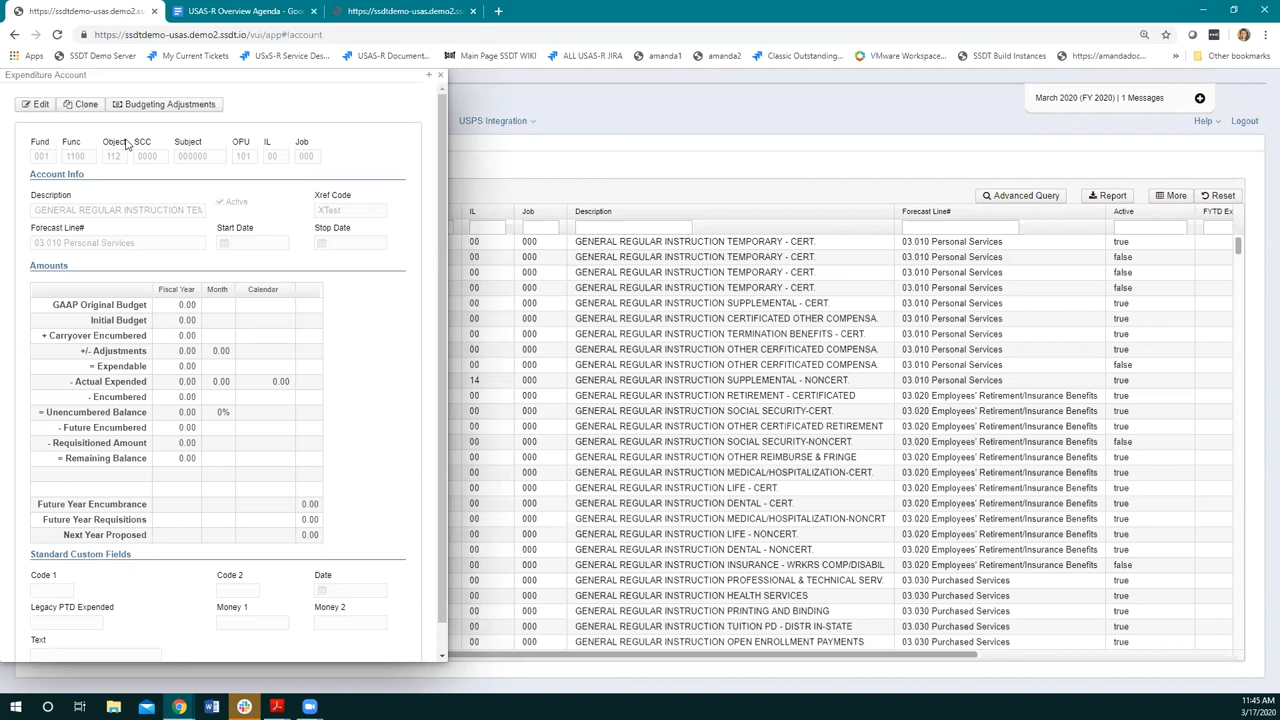 https://ssdtdemo-usas.demo2.ssdt.io
USAS-R Overview Agenda - Goo
https://ssdtdemo-usas.demo2.ssdt
https://ssdtdemo-usas.demo2.ssdt.io/vui/app#!account
Apps SSDT Demo Server My Current Tickets USxS-R Service Des... USAS-R Documet... Main Page SSDT WIKI ALL USAS-R JIRA amanda1 amanda2 Classic Outstanding... VMware Workspace... SSDT Build Instances https://amandadoc... Other bookmarks
Expenditure Account
March 2020 (FY 2020) | 1 Messages
Edit Clone Budgeting Adjustments
USPS Integration Help Logout
Fund Func Object SCC Subject OPU IL Job
001 1100 112 0000 000000 101 00 000
Account Info
Description Active Xref Code
GENERAL REGULAR INSTRUCTION TEM XTest
Forecast Line# Start Date Stop Date
03.010 Personal Services
Amounts
Fiscal Year Month Calendar
GAAP Original Budget 0.00
Initial Budget 0.00
+ Carryover Encumbered 0.00
+/- Adjustments 0.00 0.00
= Expendable 0.00
- Actual Expended 0.00 0.00 0.00
- Encumbered 0.00
= Unencumbered Balance 0.00 0%
- Future Encumbered 0.00
- Requisitioned Amount 0.00
= Remaining Balance 0.00
Future Year Encumbrance 0.00
Future Year Requisitions 0.00
Next Year Proposed 0.00
Standard Custom Fields
Code 1 Code 2 Date
Legacy PTD Expended Money 1 Money 2
Text
Advanced Query Report More Reset
IL Job Description Forecast Line# Active FYTD Ex
00 000 GENERAL REGULAR INSTRUCTION TEMPORARY - CERT. 03.010 Personal Services true
00 000 GENERAL REGULAR INSTRUCTION TEMPORARY - CERT. 03.010 Personal Services false
00 000 GENERAL REGULAR INSTRUCTION TEMPORARY - CERT. 03.010 Personal Services true
00 000 GENERAL REGULAR INSTRUCTION TEMPORARY - CERT. 03.010 Personal Services false
00 000 GENERAL REGULAR INSTRUCTION SUPPLEMENTAL - CERT. 03.010 Personal Services true
00 000 GENERAL REGULAR INSTRUCTION CERTIFICATED OTHER COMPENSA. 03.010 Personal Services true
00 000 GENERAL REGULAR INSTRUCTION TERMINATION BENEFITS - CERT. 03.010 Personal Services true
00 000 GENERAL REGULAR INSTRUCTION OTHER CERFITICATED COMPENSA. 03.010 Personal Services true
00 000 GENERAL REGULAR INSTRUCTION OTHER CERFITICATED COMPENSA. 03.010 Personal Services false
14 000 GENERAL REGULAR INSTRUCTION SUPPLEMENTAL - NONCERT. 03.010 Personal Services true
00 000 GENERAL REGULAR INSTRUCTION RETIREMENT - CERTIFICATED 03.020 Employees' Retirement/Insurance Benefits true
00 000 GENERAL REGULAR INSTRUCTION SOCIAL SECURITY-CERT. 03.020 Employees' Retirement/Insurance Benefits true
00 000 GENERAL REGULAR INSTRUCTION OTHER CERTIFICATED RETIREMENT 03.020 Employees' Retirement/Insurance Benefits true
00 000 GENERAL REGULAR INSTRUCTION SOCIAL SECURITY-NONCERT. 03.020 Employees' Retirement/Insurance Benefits false
00 000 GENERAL REGULAR INSTRUCTION OTHER REIMBURSE & FRINGE 03.020 Employees' Retirement/Insurance Benefits true
00 000 GENERAL REGULAR INSTRUCTION MEDICAL/HOSPITALIZATION-CERT. 03.020 Employees' Retirement/Insurance Benefits true
00 000 GENERAL REGULAR INSTRUCTION LIFE - CERT 03.020 Employees' Retirement/Insurance Benefits true
00 000 GENERAL REGULAR INSTRUCTION DENTAL - CERT. 03.020 Employees' Retirement/Insurance Benefits true
00 000 GENERAL REGULAR INSTRUCTION MEDICAL/HOSPITALIZATION-NONCRT 03.020 Employees' Retirement/Insurance Benefits true
00 000 GENERAL REGULAR INSTRUCTION LIFE - NONCERT. 03.020 Employees' Retirement/Insurance Benefits true
00 000 GENERAL REGULAR INSTRUCTION DENTAL - NONCERT. 03.020 Employees' Retirement/Insurance Benefits true
00 000 GENERAL REGULAR INSTRUCTION INSURANCE - WRKRS COMP/DISABIL 03.020 Employees' Retirement/Insurance Benefits false
00 000 GENERAL REGULAR INSTRUCTION PROFESSIONAL & TECHNICAL SERV. 03.030 Purchased Services true
00 000 GENERAL REGULAR INSTRUCTION HEALTH SERVICES 03.030 Purchased Services true
00 000 GENERAL REGULAR INSTRUCTION PRINTING AND BINDING 03.030 Purchased Services true
00 000 GENERAL REGULAR INSTRUCTION TUITION PD - DISTR IN-STATE 03.030 Purchased Services true
00 000 GENERAL REGULAR INSTRUCTION OPEN ENROLLMENT PAYMENTS 03.030 Purchased Services true
11:45 AM
3/17/2020